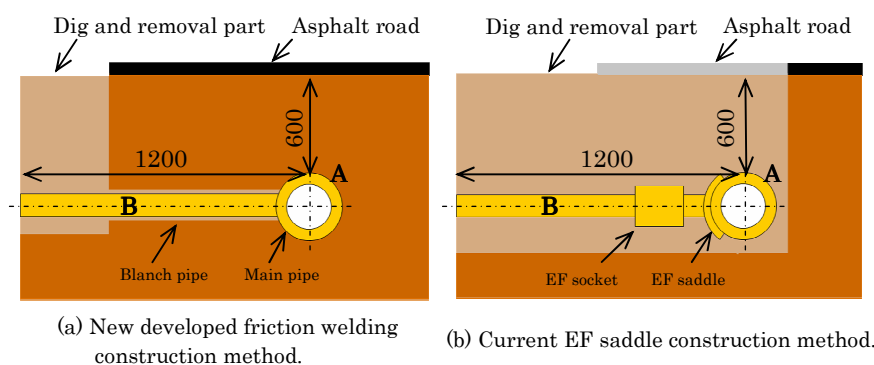 Dig and removal part
Asphalt road
600
1200
A
B
Blanch pipe
Main pipe
(a) New developed friction welding
construction method.
Dig and removal part
Asphalt road
600
1200
A
B
EF socket
EF saddle
(b) Current EF saddle construction method.